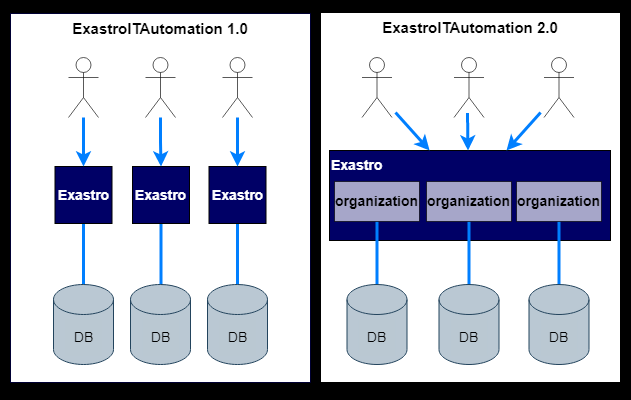 ExastroITAutomation 1.0
Exastro
Exastro
Exastro
DB
DB
DB
ExastroITAutomation 2.0
Exastro
organization
organization
organization
DB
DB
DB